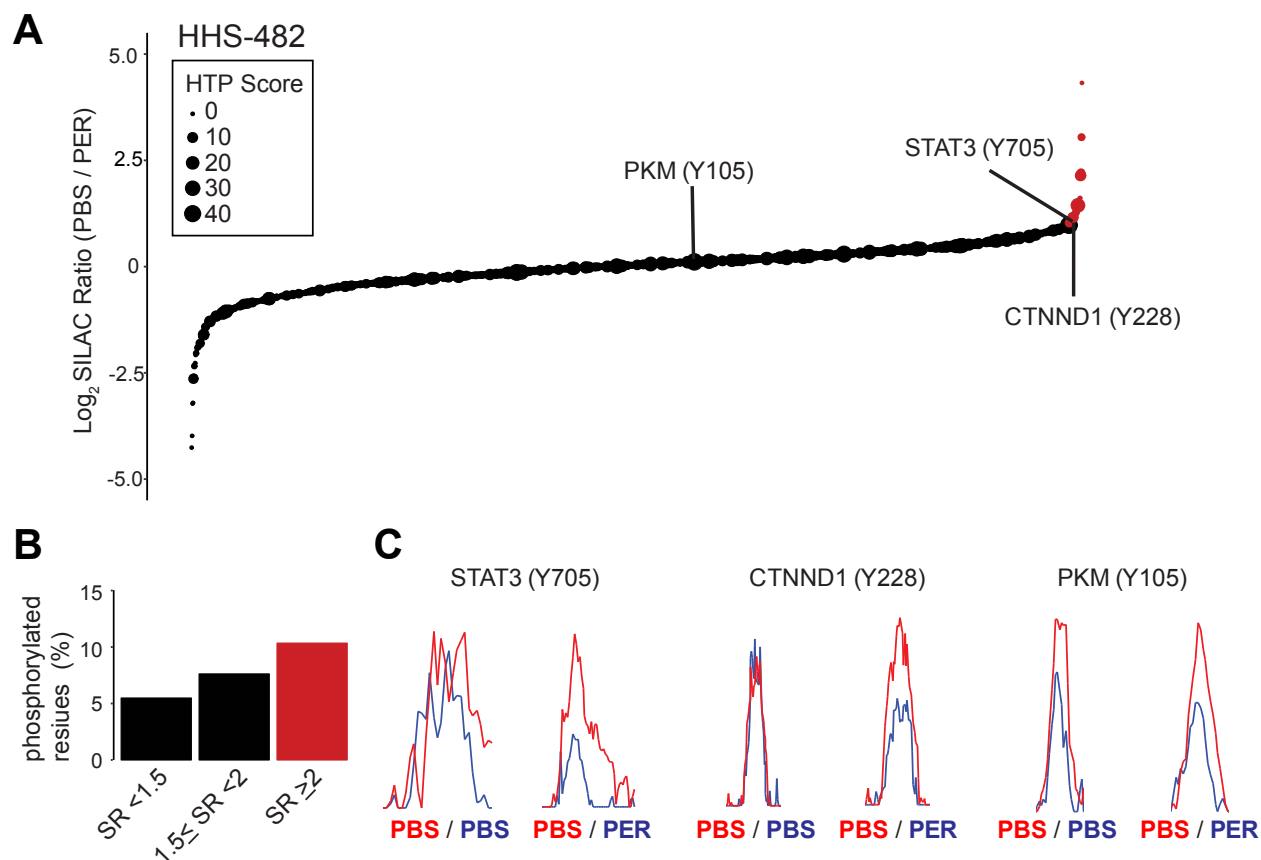 A
HHS-482
5.0
2.5
0
-2.5
-5.0
Log2 SILAC Ratio (PBS / PER)
HTP Score
0
10
20
30
40
PKM (Y105)
STAT3 (Y705)
CTNND1 (Y228)
B
15
10
5
0
phosphorylated
resiues (%)
SR <1.5
1.5≤ SR <2
SR ≥2
C
STAT3 (Y705)
CTNND1 (Y228)
PKM (Y105)
PBS / PBS
PBS / PER
PBS / PBS
PBS / PER
PBS / PBS
PBS / PER